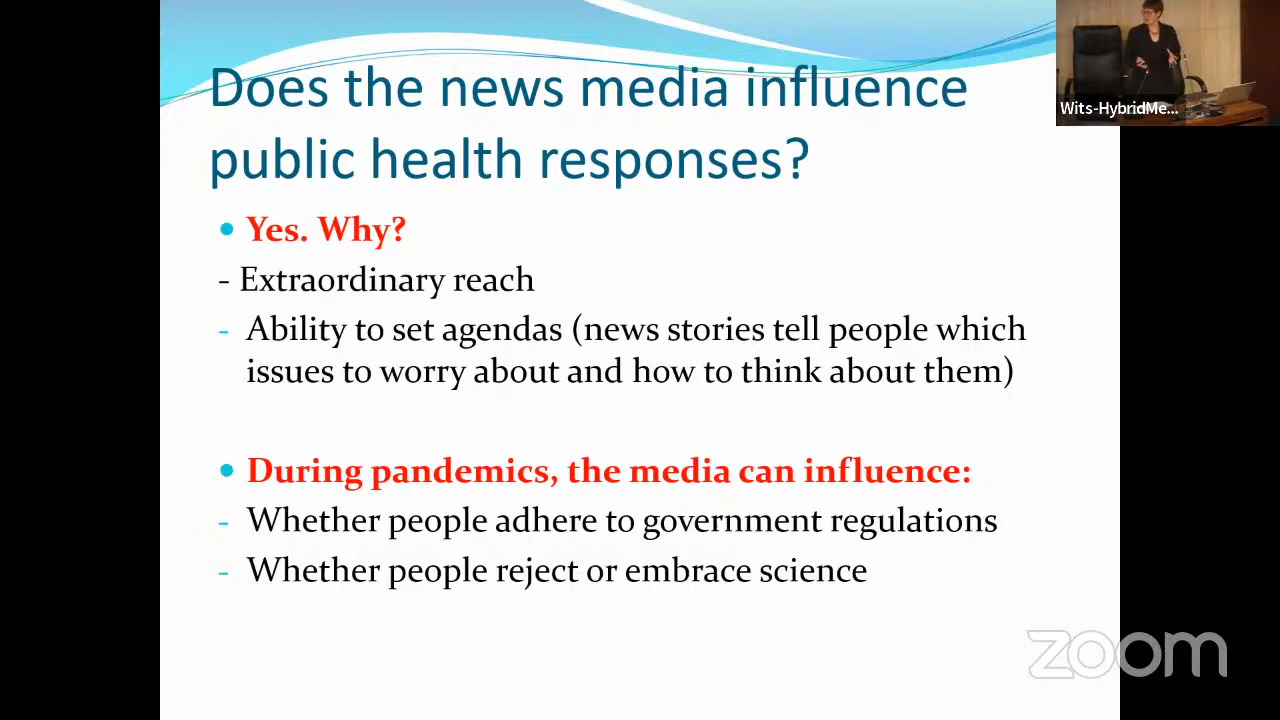 Does the news media influence
public health responses?
• Yes. Why?
- Extraordinary reach
- Ability to set agendas (news stories tell people which
issues to worry about and how to think about them)
• During pandemics, the media can influence:
- Whether people adhere to government regulations
- Whether people reject or embrace science
Wits-HybridMe...
zoom